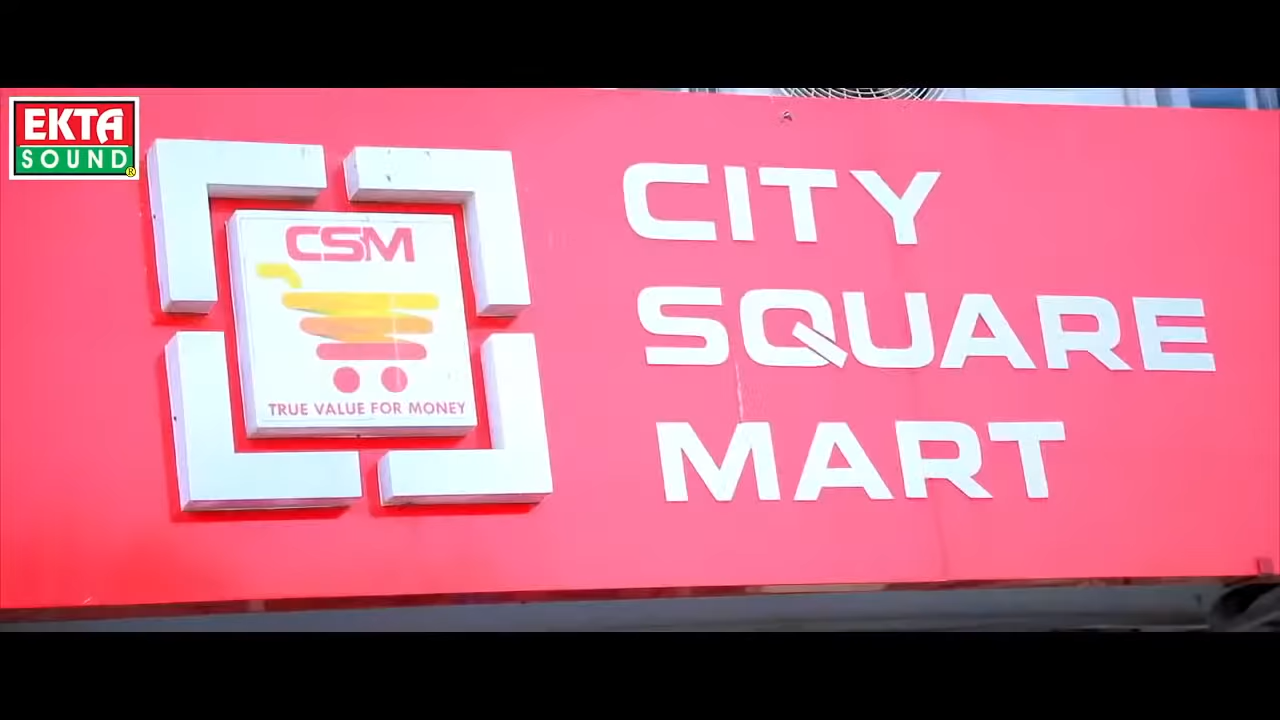 EKTA
SOUND
®
CSM
TRUE VALUE FOR MONEY
CITY
SQUARE
MART